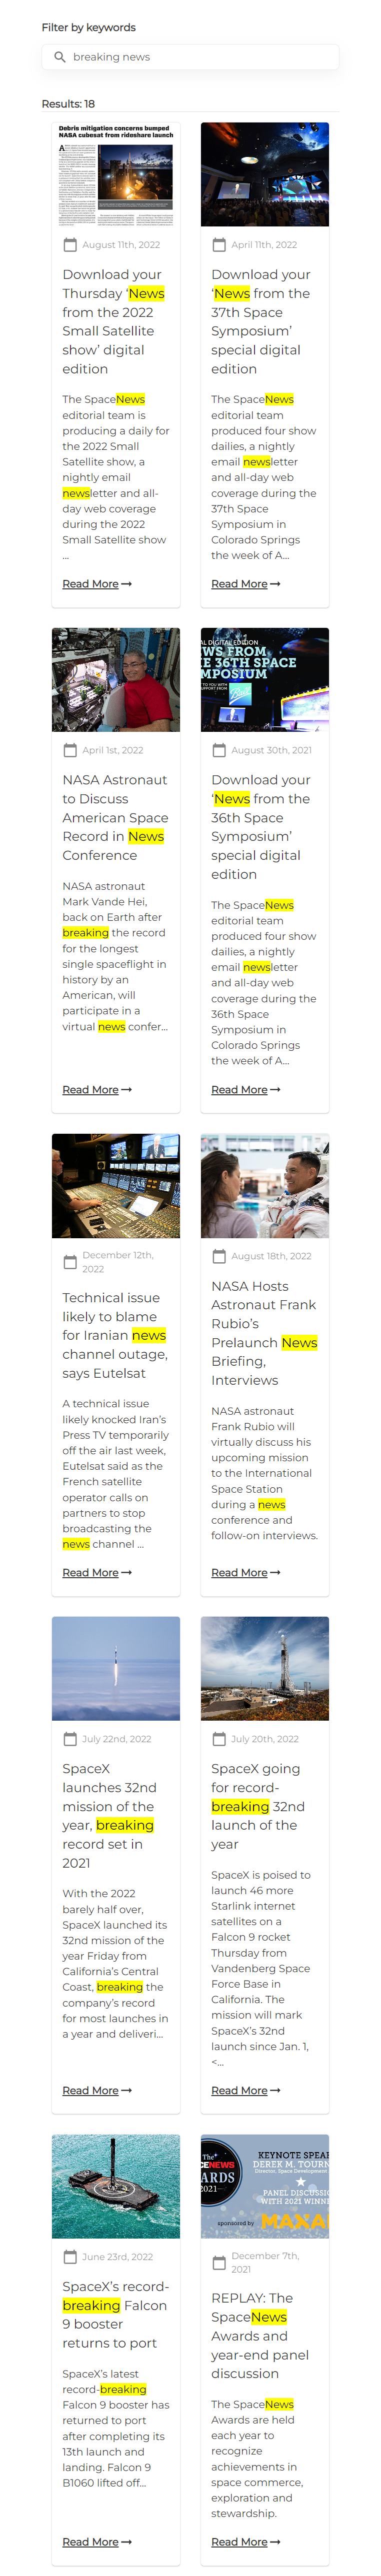 Filter by keywords
breaking news
Results: 18
Debris mitigation concerns bumped
NASA cubesat from rideshare launch
August 11th, 2022
Download your
Thursday ‘News
from the 2022
Small Satellite
show’ digital
edition
The SpaceNews
editorial team is
producing a daily for
the 2022 Small
Satellite show, a
nightly email
newsletter and all-
day web coverage
during the 2022
Small Satellite show
...
Read More
April 11th, 2022
Download your
‘News from the
37th Space
Symposium’
special digital
edition
The SpaceNews
editorial team
produced four show
dailies, a nightly
email newsletter
and all-day web
coverage during the
37th Space
Symposium in
Colorado Springs
the week of A...
Read More
April 1st, 2022
NASA Astronaut
to Discuss
American Space
Record in News
Conference
NASA astronaut
Mark Vande Hei,
back on Earth after
breaking the record
for the longest
single spaceflight in
history by an
American, will
participate in a
virtual news confer...
Read More
AL DIGITAL EDITION
WS FROM
E 36TH SPACE
MPOSIUM
August 30th, 2021
Download your
‘News from the
36th Space
Symposium’
special digital
edition
The SpaceNews
editorial team
produced four show
dailies, a nightly
email newsletter
and all-day web
coverage during the
36th Space
Symposium in
Colorado Springs
the week of A...
Read More
December 12th,
2022
Technical issue
likely to blame
for Iranian news
channel outage,
says Eutelsat
A technical issue
likely knocked Iran’s
Press TV temporarily
off the air last week,
Eutelsat said as the
French satellite
operator calls on
partners to stop
broadcasting the
news channel ...
Read More
August 18th, 2022
NASA Hosts
Astronaut Frank
Rubio’s
Prelaunch News
Briefing,
Interviews
NASA astronaut
Frank Rubio will
virtually discuss his
upcoming mission
to the International
Space Station
during a news
conference and
follow-on interviews.
Read More
July 22nd, 2022
SpaceX
launches 32nd
mission of the
year, breaking
record set in
2021
With the 2022
barely half over,
SpaceX launched its
32nd mission of the
year Friday from
California’s Central
Coast, breaking the
company’s record
for most launches in
a year and deliveri...
Read More
July 20th, 2022
SpaceX going
for record-
breaking 32nd
launch of the
year
SpaceX is poised to
launch 46 more
Starlink internet
satellites on a
Falcon 9 rocket
Thursday from
Vandenberg Space
Force Base in
California. The
mission will mark
SpaceX’s 32nd
launch since Jan. 1,
<...
Read More
June 23rd, 2022
SpaceX’s record-
breaking Falcon
9 booster
returns to port
SpaceX’s latest
record-breaking
Falcon 9 booster has
returned to port
after completing its
13th launch and
landing. Falcon 9
B1060 lifted off...
Read More
The
CENEWS
ARDS
2021
KEYNOTE SPEA
DEREK M. TOURN
Director, Space Development
PANEL DISCUSSIO
WITH 2021 WINNE
sponsored by
MAXA
December 7th,
2021
REPLAY: The
SpaceNews
Awards and
year-end panel
discussion
The SpaceNews
Awards are held
each year to
recognize
achievements in
space commerce,
exploration and
stewardship.
Read More